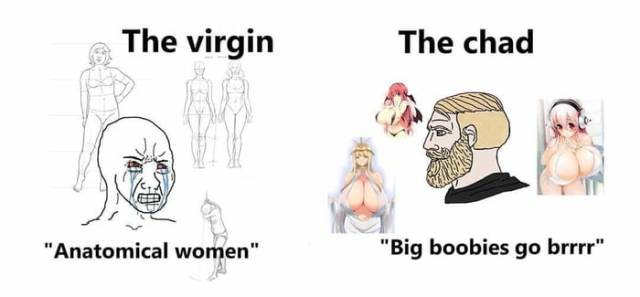 The virgin
The chad
"Anatomical women"
"Big boobies go brrrr"